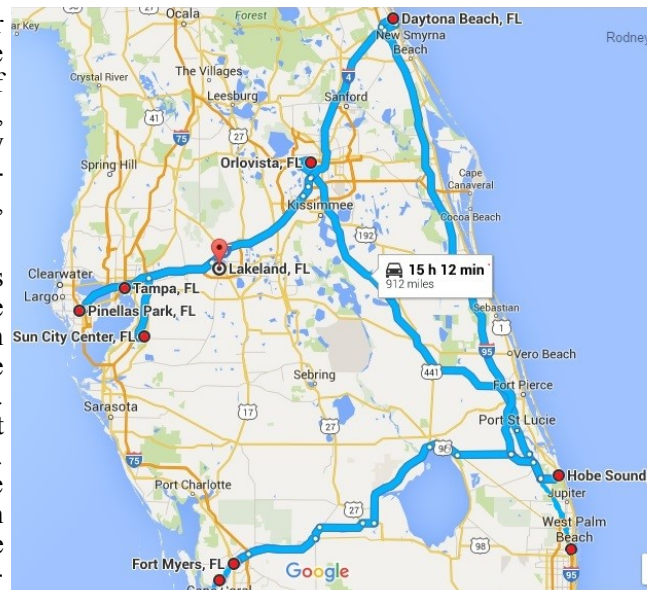 Ocala
Forest
Daytona Beach, FL
New Smyrna
Beach
Rodney
Crystal River
The Villages
Leesburg
4
Sanford
41
75
27
Spring Hill
Orlovista, FL
Cape
Canaveral
Kissimmee
Cocoa Beach
192
Lakeland, FL
15 h 12 min
912 miles
Clearwater
Largo
Tampa, FL
Pinellas Park, FL
Sebastian
1
Sun City Center, FL
95
Vero Beach
441
Sebring
Fort Pierce
Sarasota
17
27
Port St Lucie
98
75
Hobe Sound
Port Charlotte
Jupiter
27
West Palm
Beach
98
Fort Myers, FL
Google
95
Cape Coral